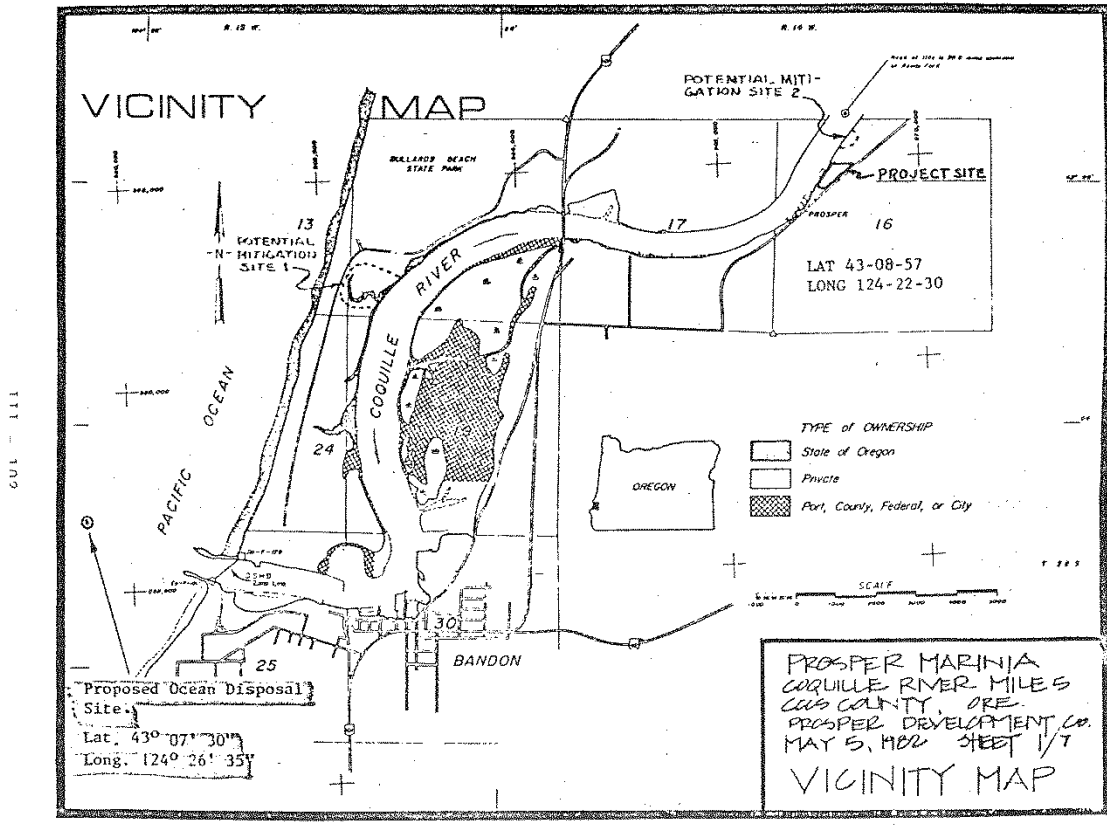 R. 15 W.
R. 14 W.
VICINITY MAP
POTENTIAL MITI-
GATION SITE 2
BULLARDS BEACH
STATE PARK
PROJECT SITE
PROSPER
13
17
16
-N-
POTENTIAL
MITIGATION
SITE 1
LAT 43-08-57
LONG 124-22-30
COQUILLE RIVER
PACIFIC OCEAN
24
TYPE of OWNERSHIP
State of Oregon
Private
Port, County, Federal, or City
OREGON
SCALE
30
BANDON
25
Proposed Ocean Disposal
Site.
Lat. 43° 07' 30"
Long. 124° 26' 35"
PROSPER MARINIA
COQUILLE RIVER MILE 5
COOS COUNTY, ORE.
PROSPER DEVELOPMENT CO.
MAY 5, 1982 SHEET 1/7
VICINITY MAP